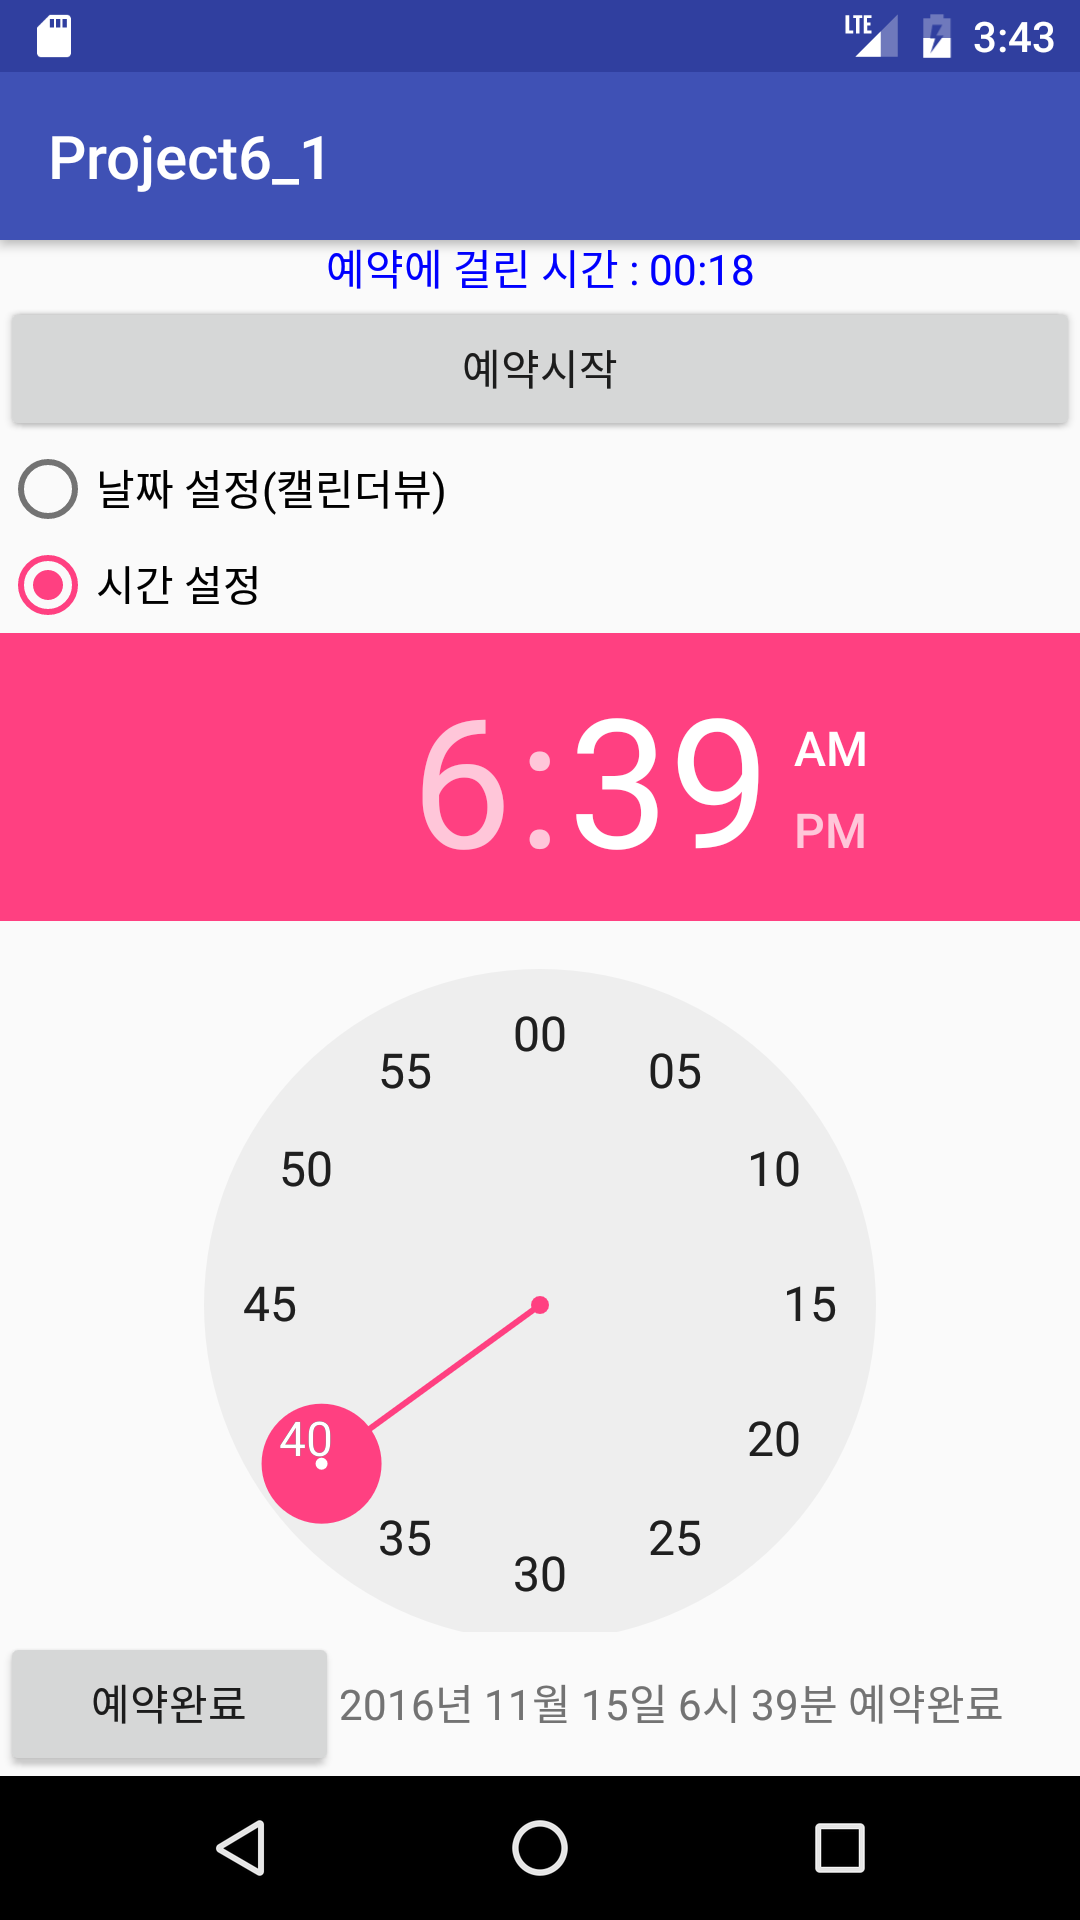 LTE 3:43
Project6_1
예약에 걸린 시간 : 00:18
예약시작
날짜 설정(캘린더뷰)
시간 설정
6:39 AM
PM
00
55 05
50 10
45 15
40 20
35 25
30
예약완료 2016년 11월 15일 6시 39분 예약완료